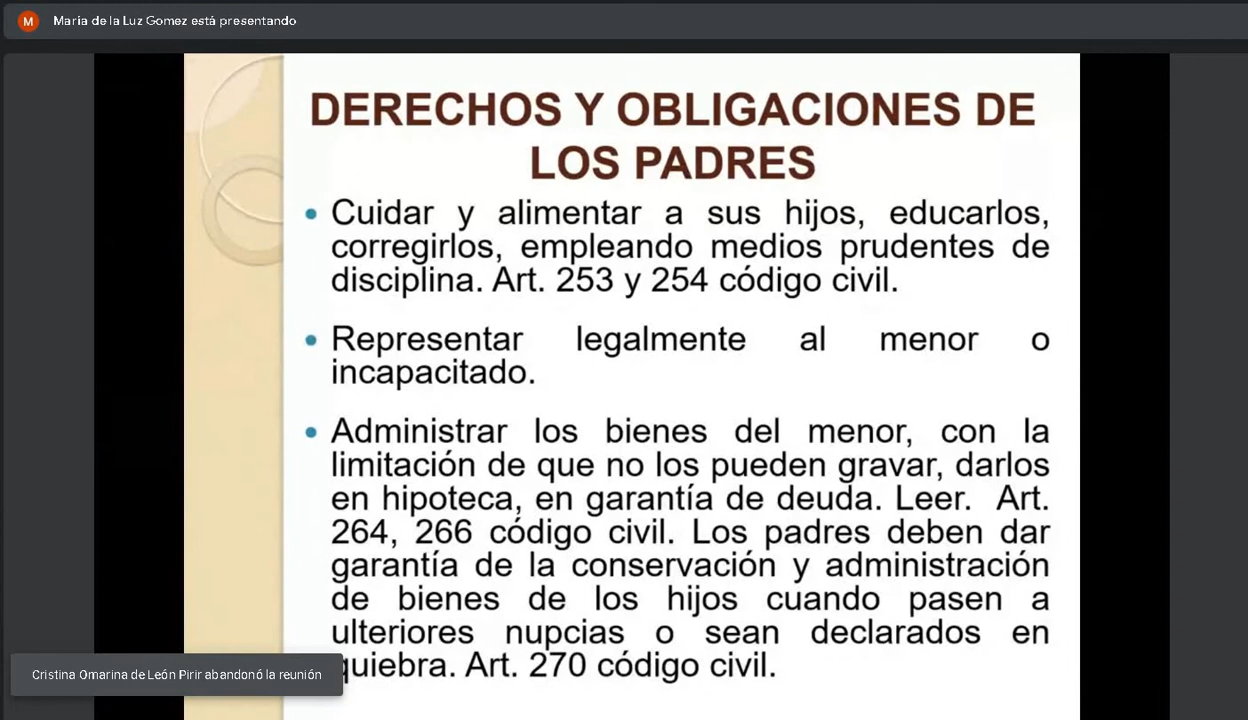 M
María de la Luz Gomez está presentando
DERECHOS Y OBLIGACIONES DE
LOS PADRES
• Cuidar y alimentar a sus hijos, educarlos,
corregirlos, empleando medios prudentes de
disciplina. Art. 253 y 254 código civil.
• Representar legalmente al menor o
incapacitado.
• Administrar los bienes del menor, con la
limitación de que no los pueden gravar, darlos
en hipoteca, en garantía de deuda. Leer. Art.
264, 266 código civil. Los padres deben dar
garantía de la conservación y administración
de bienes de los hijos cuando pasen a
ulteriores nupcias o sean declarados en
quiebra. Art. 270 código civil.
Cristina Omarina de León Pirir abandonó la reunión